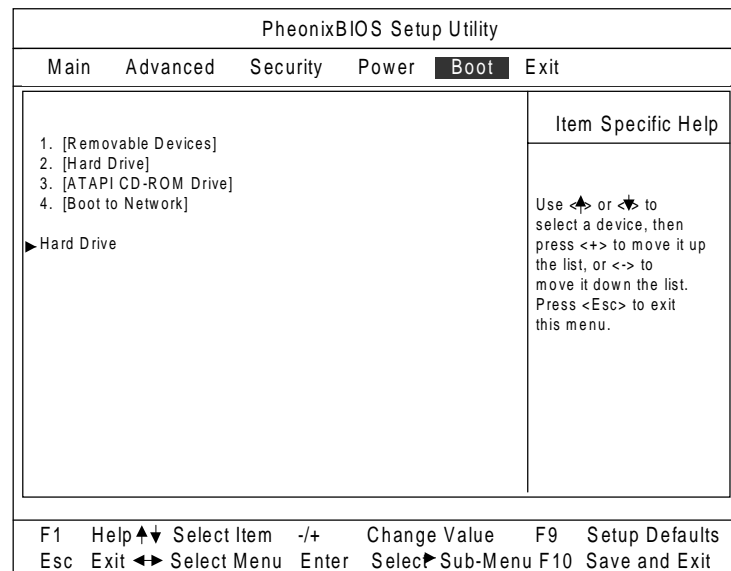 PheonixBIOS Setup Utility
Main Advanced Security Power Boot Exit
1. [Removable Devices]
2. [Hard Drive]
3. [ATAPI CD-ROM Drive]
4. [Boot to Network]
▶Hard Drive
Item Specific Help
Use <▲> or <▼> to
select a device, then
press <+> to move it up
the list, or <-> to
move it down the list.
Press <Esc> to exit
this menu.
F1 Help ▲▼ Select Item -/+ Change Value F9 Setup Defaults
Esc Exit ◄► Select Menu Enter Select ▶ Sub-Menu F10 Save and Exit